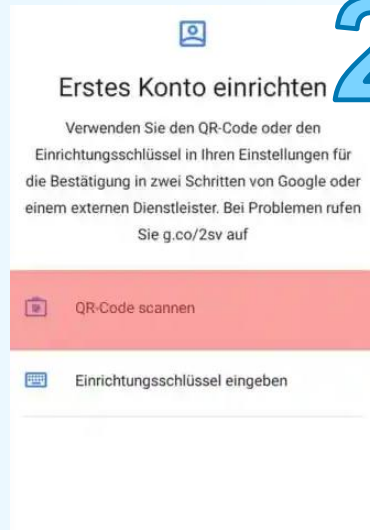 2
Erstes Konto einrichten
Verwenden Sie den QR-Code oder den
Einrichtungsschlüssel in Ihren Einstellungen für
die Bestätigung in zwei Schritten von Google oder
einem externen Dienstleister. Bei Problemen rufen
Sie g.co/2sv auf
QR-Code scannen
Einrichtungsschlüssel eingeben